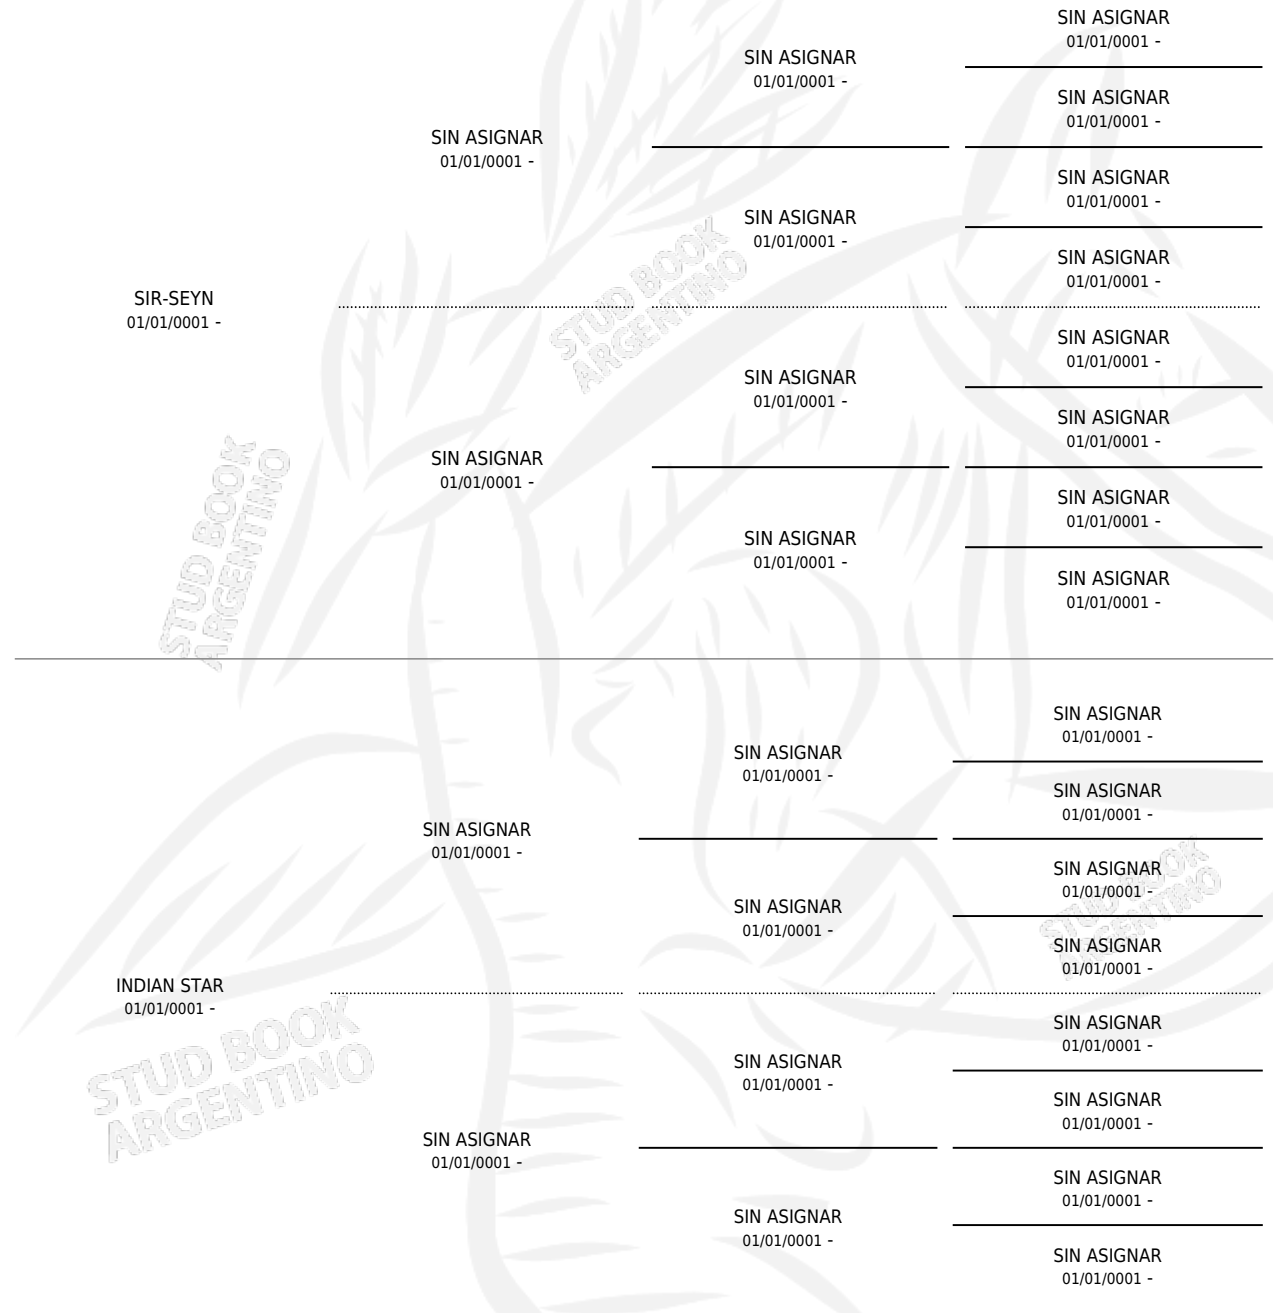 SIN ASIGNAR
01/01/0001 -
SIN ASIGNAR
01/01/0001 -
SIN ASIGNAR
01/01/0001 -
SIN ASIGNAR
01/01/0001 -
SIN ASIGNAR
01/01/0001 -
SIN ASIGNAR
01/01/0001 -
SIN ASIGNAR
01/01/0001 -
STUD BOOK
ARGENTINO
SIR-SEYN
01/01/0001 -
SIN ASIGNAR
01/01/0001 -
SIN ASIGNAR
01/01/0001 -
SIN ASIGNAR
01/01/0001 -
SIN ASIGNAR
01/01/0001 -
SIN ASIGNAR
01/01/0001 -
SIN ASIGNAR
01/01/0001 -
SIN ASIGNAR
01/01/0001 -
STUD BOOK
ARGENTINO
SIN ASIGNAR
01/01/0001 -
SIN ASIGNAR
01/01/0001 -
SIN ASIGNAR
01/01/0001 -
SIN ASIGNAR
01/01/0001 -
SIN ASIGNAR
01/01/0001 -
SIN ASIGNAR
01/01/0001 -
SIN ASIGNAR
01/01/0001 -
STUD BOOK
ARGENTINO
INDIAN STAR
01/01/0001 -
STUD BOOK
ARGENTINO
SIN ASIGNAR
01/01/0001 -
SIN ASIGNAR
01/01/0001 -
SIN ASIGNAR
01/01/0001 -
SIN ASIGNAR
01/01/0001 -
SIN ASIGNAR
01/01/0001 -
SIN ASIGNAR
01/01/0001 -
SIN ASIGNAR
01/01/0001 -